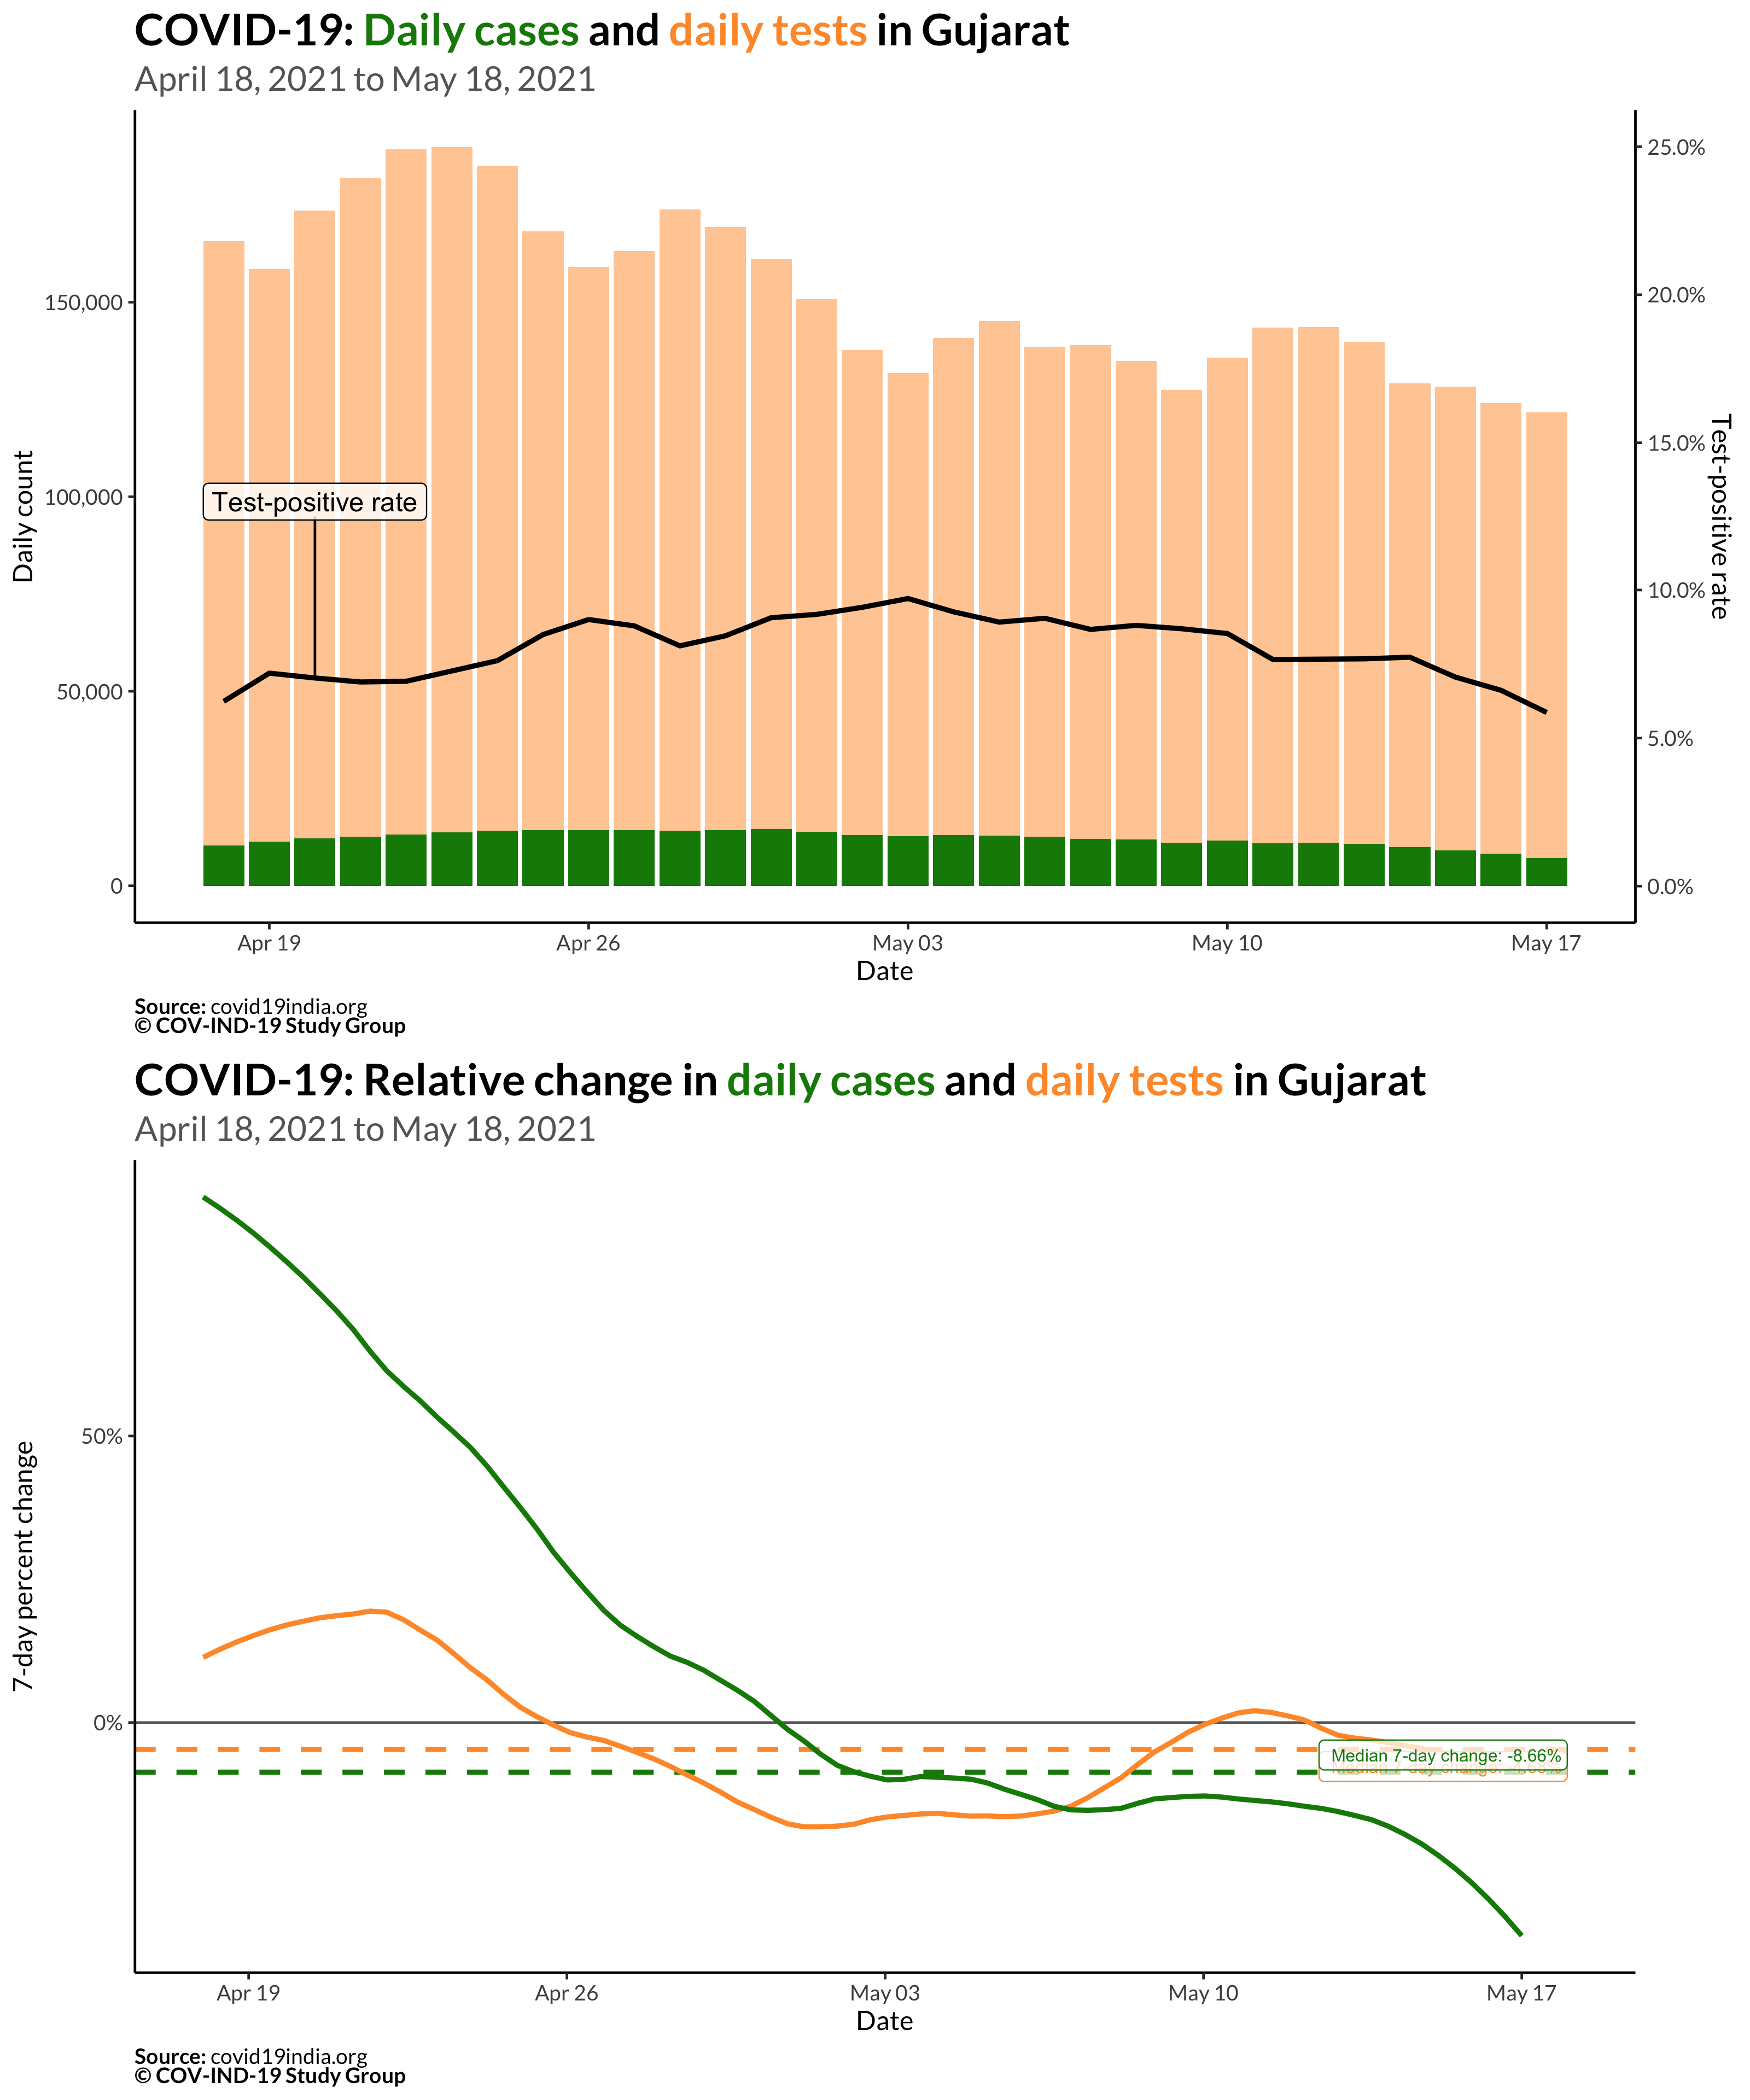 COVID-19: Daily cases and daily tests in Gujarat
April 18, 2021 to May 18, 2021
Daily count
150,000
100,000
50,000
0
Test-positive rate
25.0%
20.0%
15.0%
10.0%
5.0%
0.0%
Test-positive rate
Apr 19
Apr 26
May 03
May 10
May 17
Date
Source: covid19india.org
© COV-IND-19 Study Group
COVID-19: Relative change in daily cases and daily tests in Gujarat
April 18, 2021 to May 18, 2021
7-day percent change
50%
0%
Median 7-day change: -8.66%
Median 7-day change:
Apr 19
Apr 26
May 03
May 10
May 17
Date
Source: covid19india.org
© COV-IND-19 Study Group